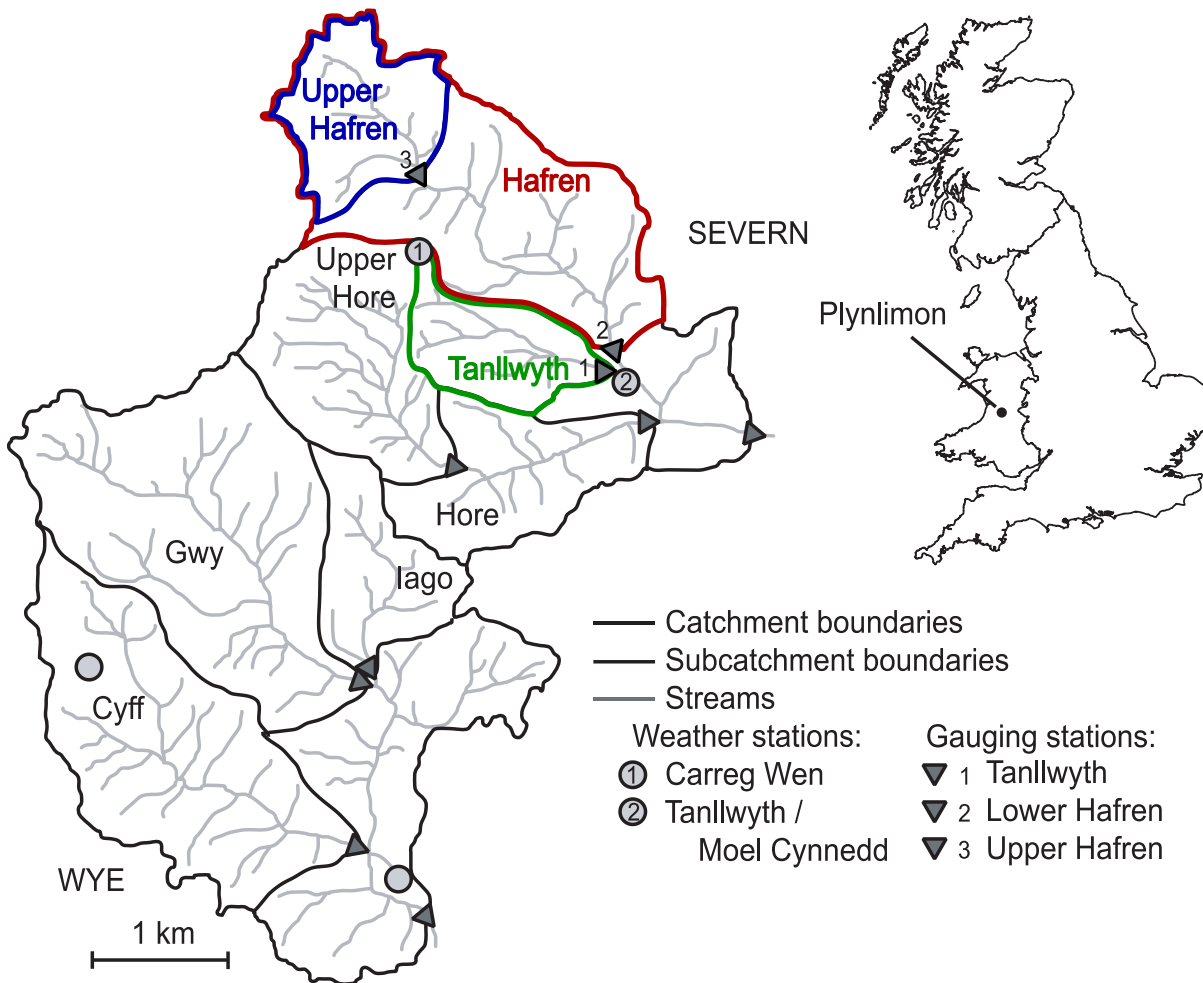 Upper
Hafren
3
Hafren
SEVERN
1
Upper
Hore
2
Tanllwyth
1
2
Plynlimon
Hore
Gwy
Iago
Cyff
WYE
1 km
Catchment boundaries
Subcatchment boundaries
Streams
Weather stations:
1 Carreg Wen
2 Tanllwyth /
Moel Cynnedd
Gauging stations:
1 Tanllwyth
2 Lower Hafren
3 Upper Hafren